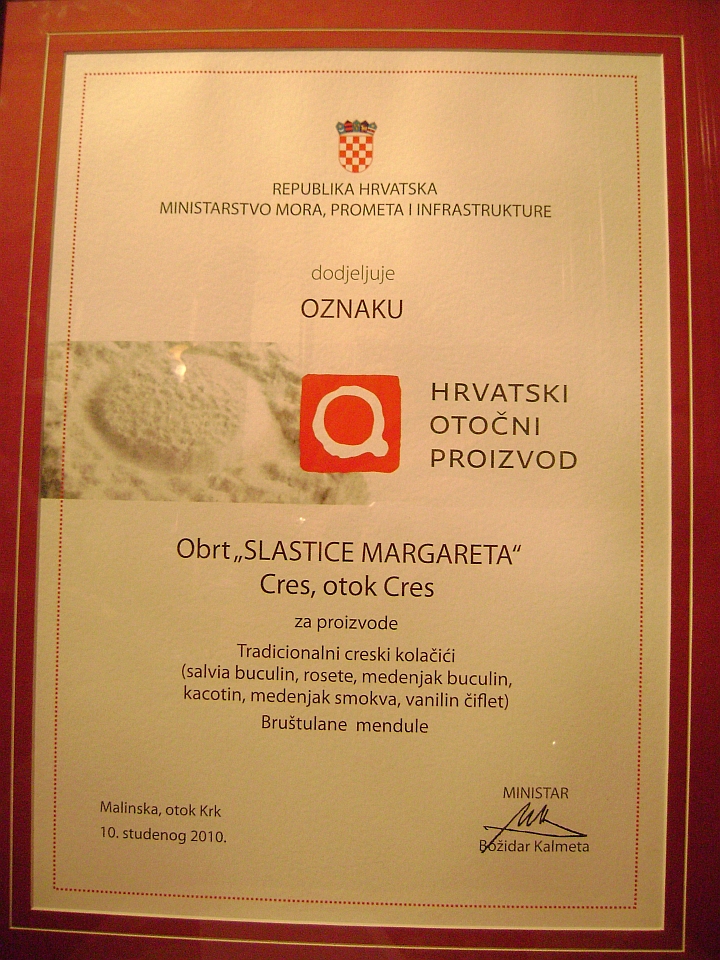 REPUBLIKA HRVATSKA
MINISTARSTVO MORA, PROMETA I INFRASTRUKTURE
dodjeljuje
OZNAKU
HRVATSKI
OTOČNI
PROIZVOD
Obrt „SLASTICE MARGARETA“
Cres, otok Cres
za proizvode
Tradicionalni creski kolačići
(salvia buculin, rosete, medenjak buculin,
kacotin, medenjak smokva, vanilin čiflet)
Bruštulane mendule
Malinska, otok Krk
10. studenog 2010.
MINISTAR
Božidar Kalmeta